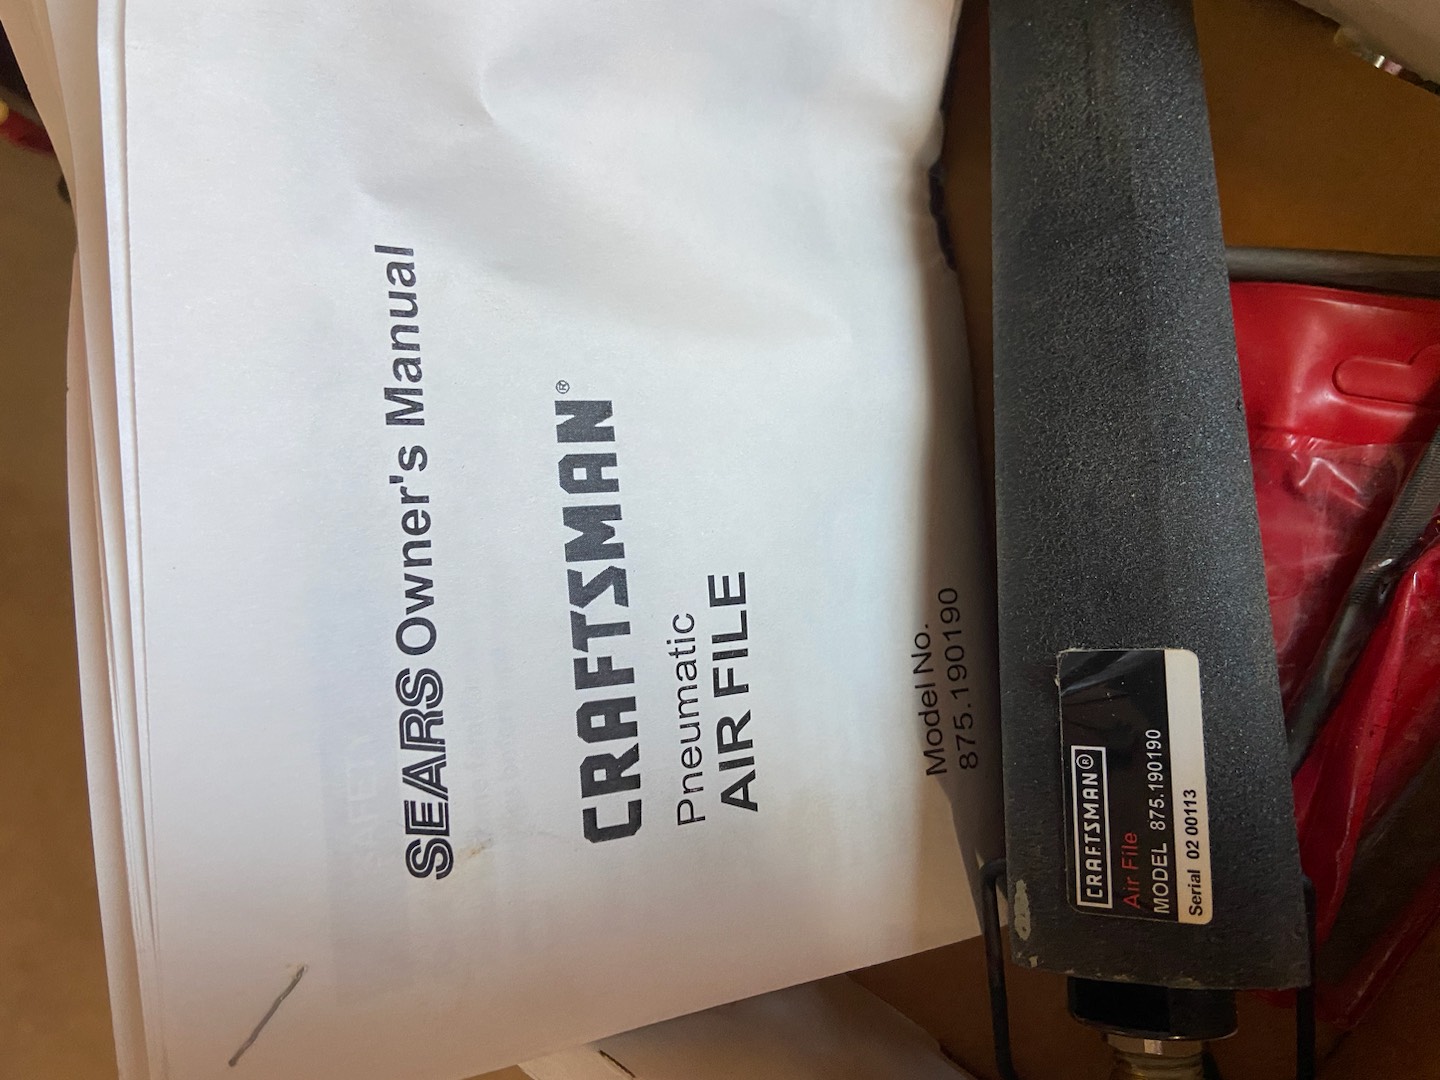 SEARS Owner's Manual
CRAFTSMAN®
Pneumatic
AIR FILE
Model No.
875.190190
CRAFTSMAN®
Air File
MODEL 875.190190
Serial 02 00113